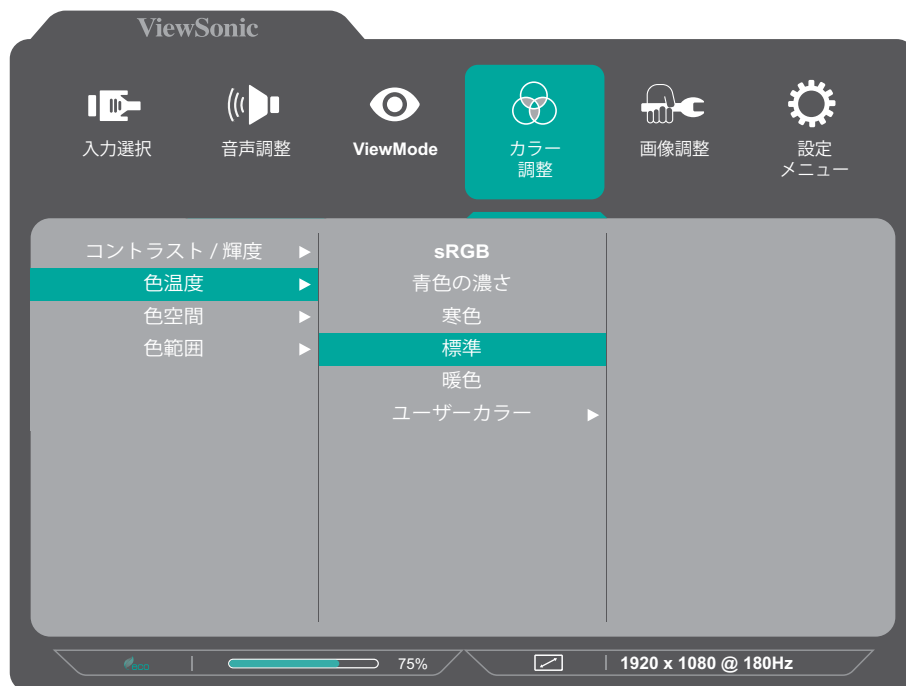 ViewSonic
入力選択
音声調整
ViewMode
カラー
調整
画像調整
設定
メニュー
コントラスト / 輝度 ▶
色温度 ▶
色空間 ▶
色範囲 ▶
sRGB
青色の濃さ
寒色
標準
暖色
ユーザーカラー ▶
eco
75%
1920 x 1080 @ 180Hz